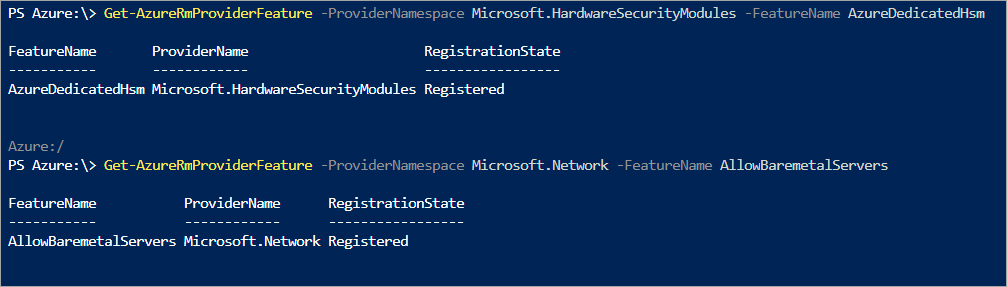 PS Azure:\> Get-AzureRmProviderFeature -ProviderNamespace Microsoft.HardwareSecurityModules -FeatureName AzureDedicatedHsm
FeatureName       ProviderName                      RegistrationState
-----------       ------------                      -----------------
AzureDedicatedHsm Microsoft.HardwareSecurityModules Registered
Azure:/
PS Azure:\> Get-AzureRmProviderFeature -ProviderNamespace Microsoft.Network -FeatureName AllowBaremetalServers
FeatureName           ProviderName      RegistrationState
-----------           ------------      -----------------
AllowBaremetalServers Microsoft.Network Registered